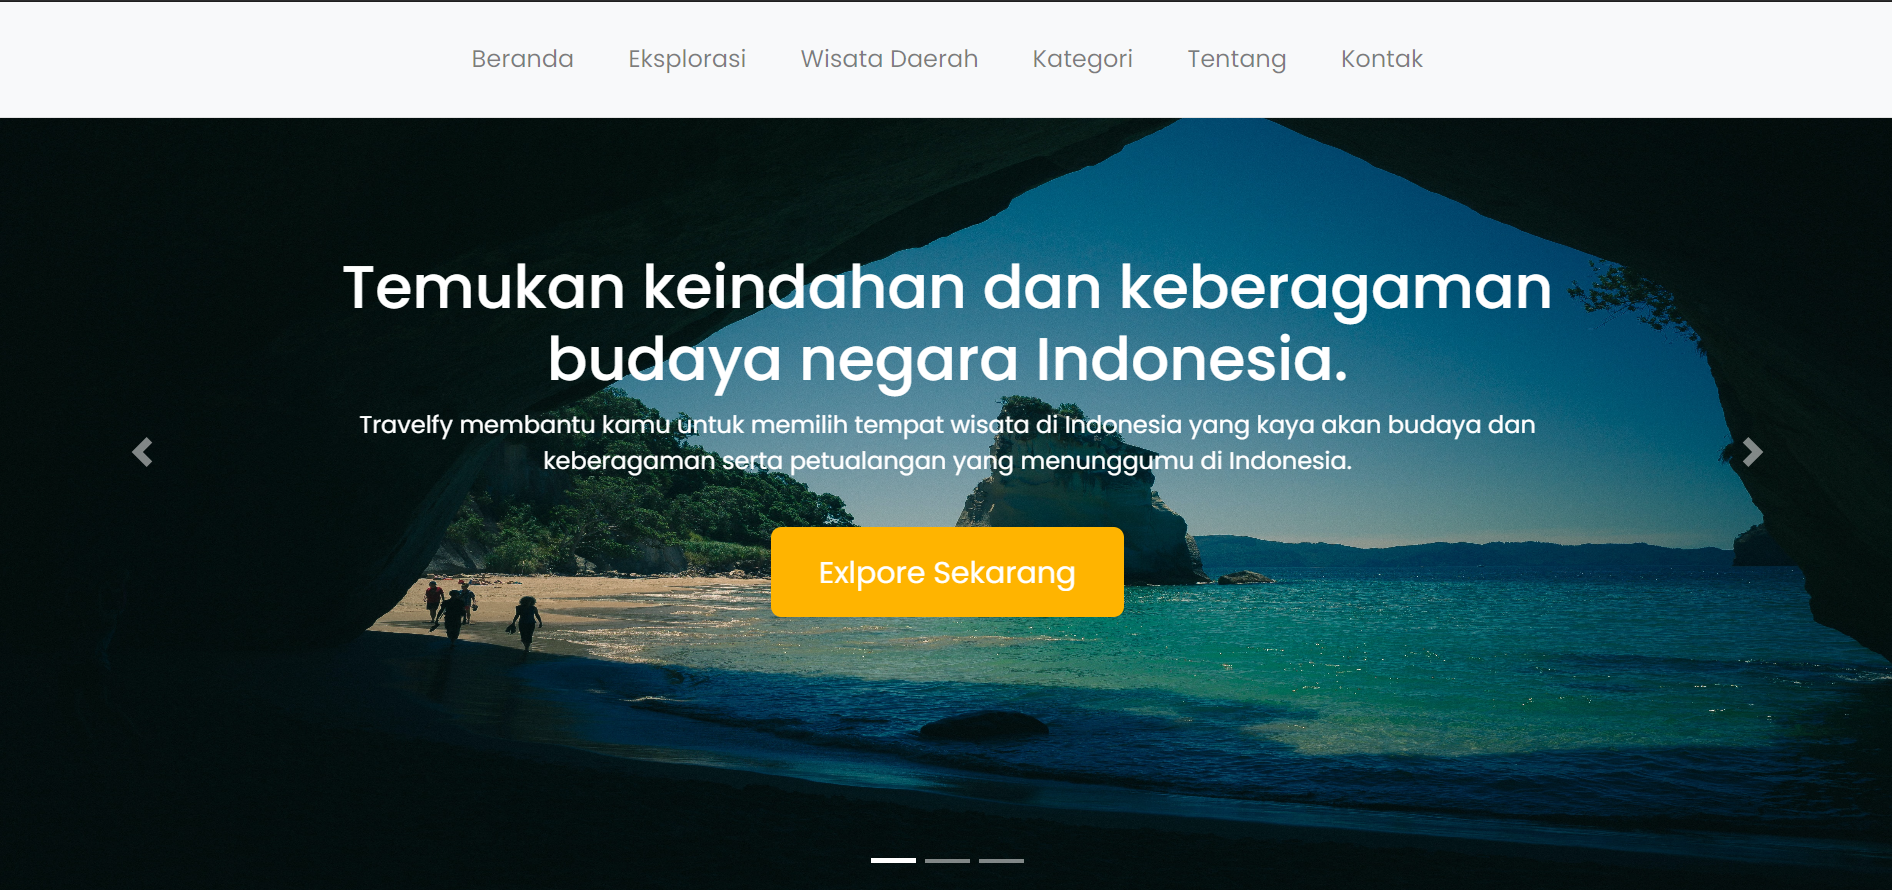 Beranda Eksplorasi Wisata Daerah Kategori Tentang Kontak
Temukan keindahan dan keberagaman
budaya negara Indonesia.
Travelfy membantu kamu untuk memilih tempat wisata di Indonesia yang kaya akan budaya dan
keberagaman serta petualangan yang menunggumu di Indonesia.
Exlpore Sekarang